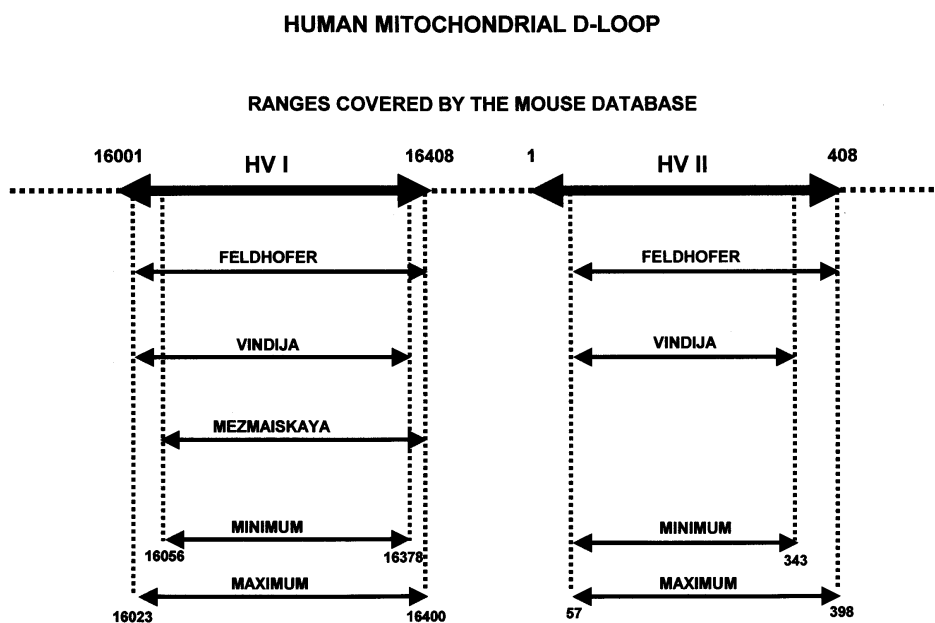 HUMAN MITOCHONDRIAL D-LOOP
RANGES COVERED BY THE MOUSE DATABASE
16001 HV I 16408 1 HV II 408
FELDHOFER FELDHOFER
VINDIJA VINDIJA
MEZMAISKAYA
MINIMUM MINIMUM
16056 16378 343
MAXIMUM MAXIMUM
16023 16400 57 398